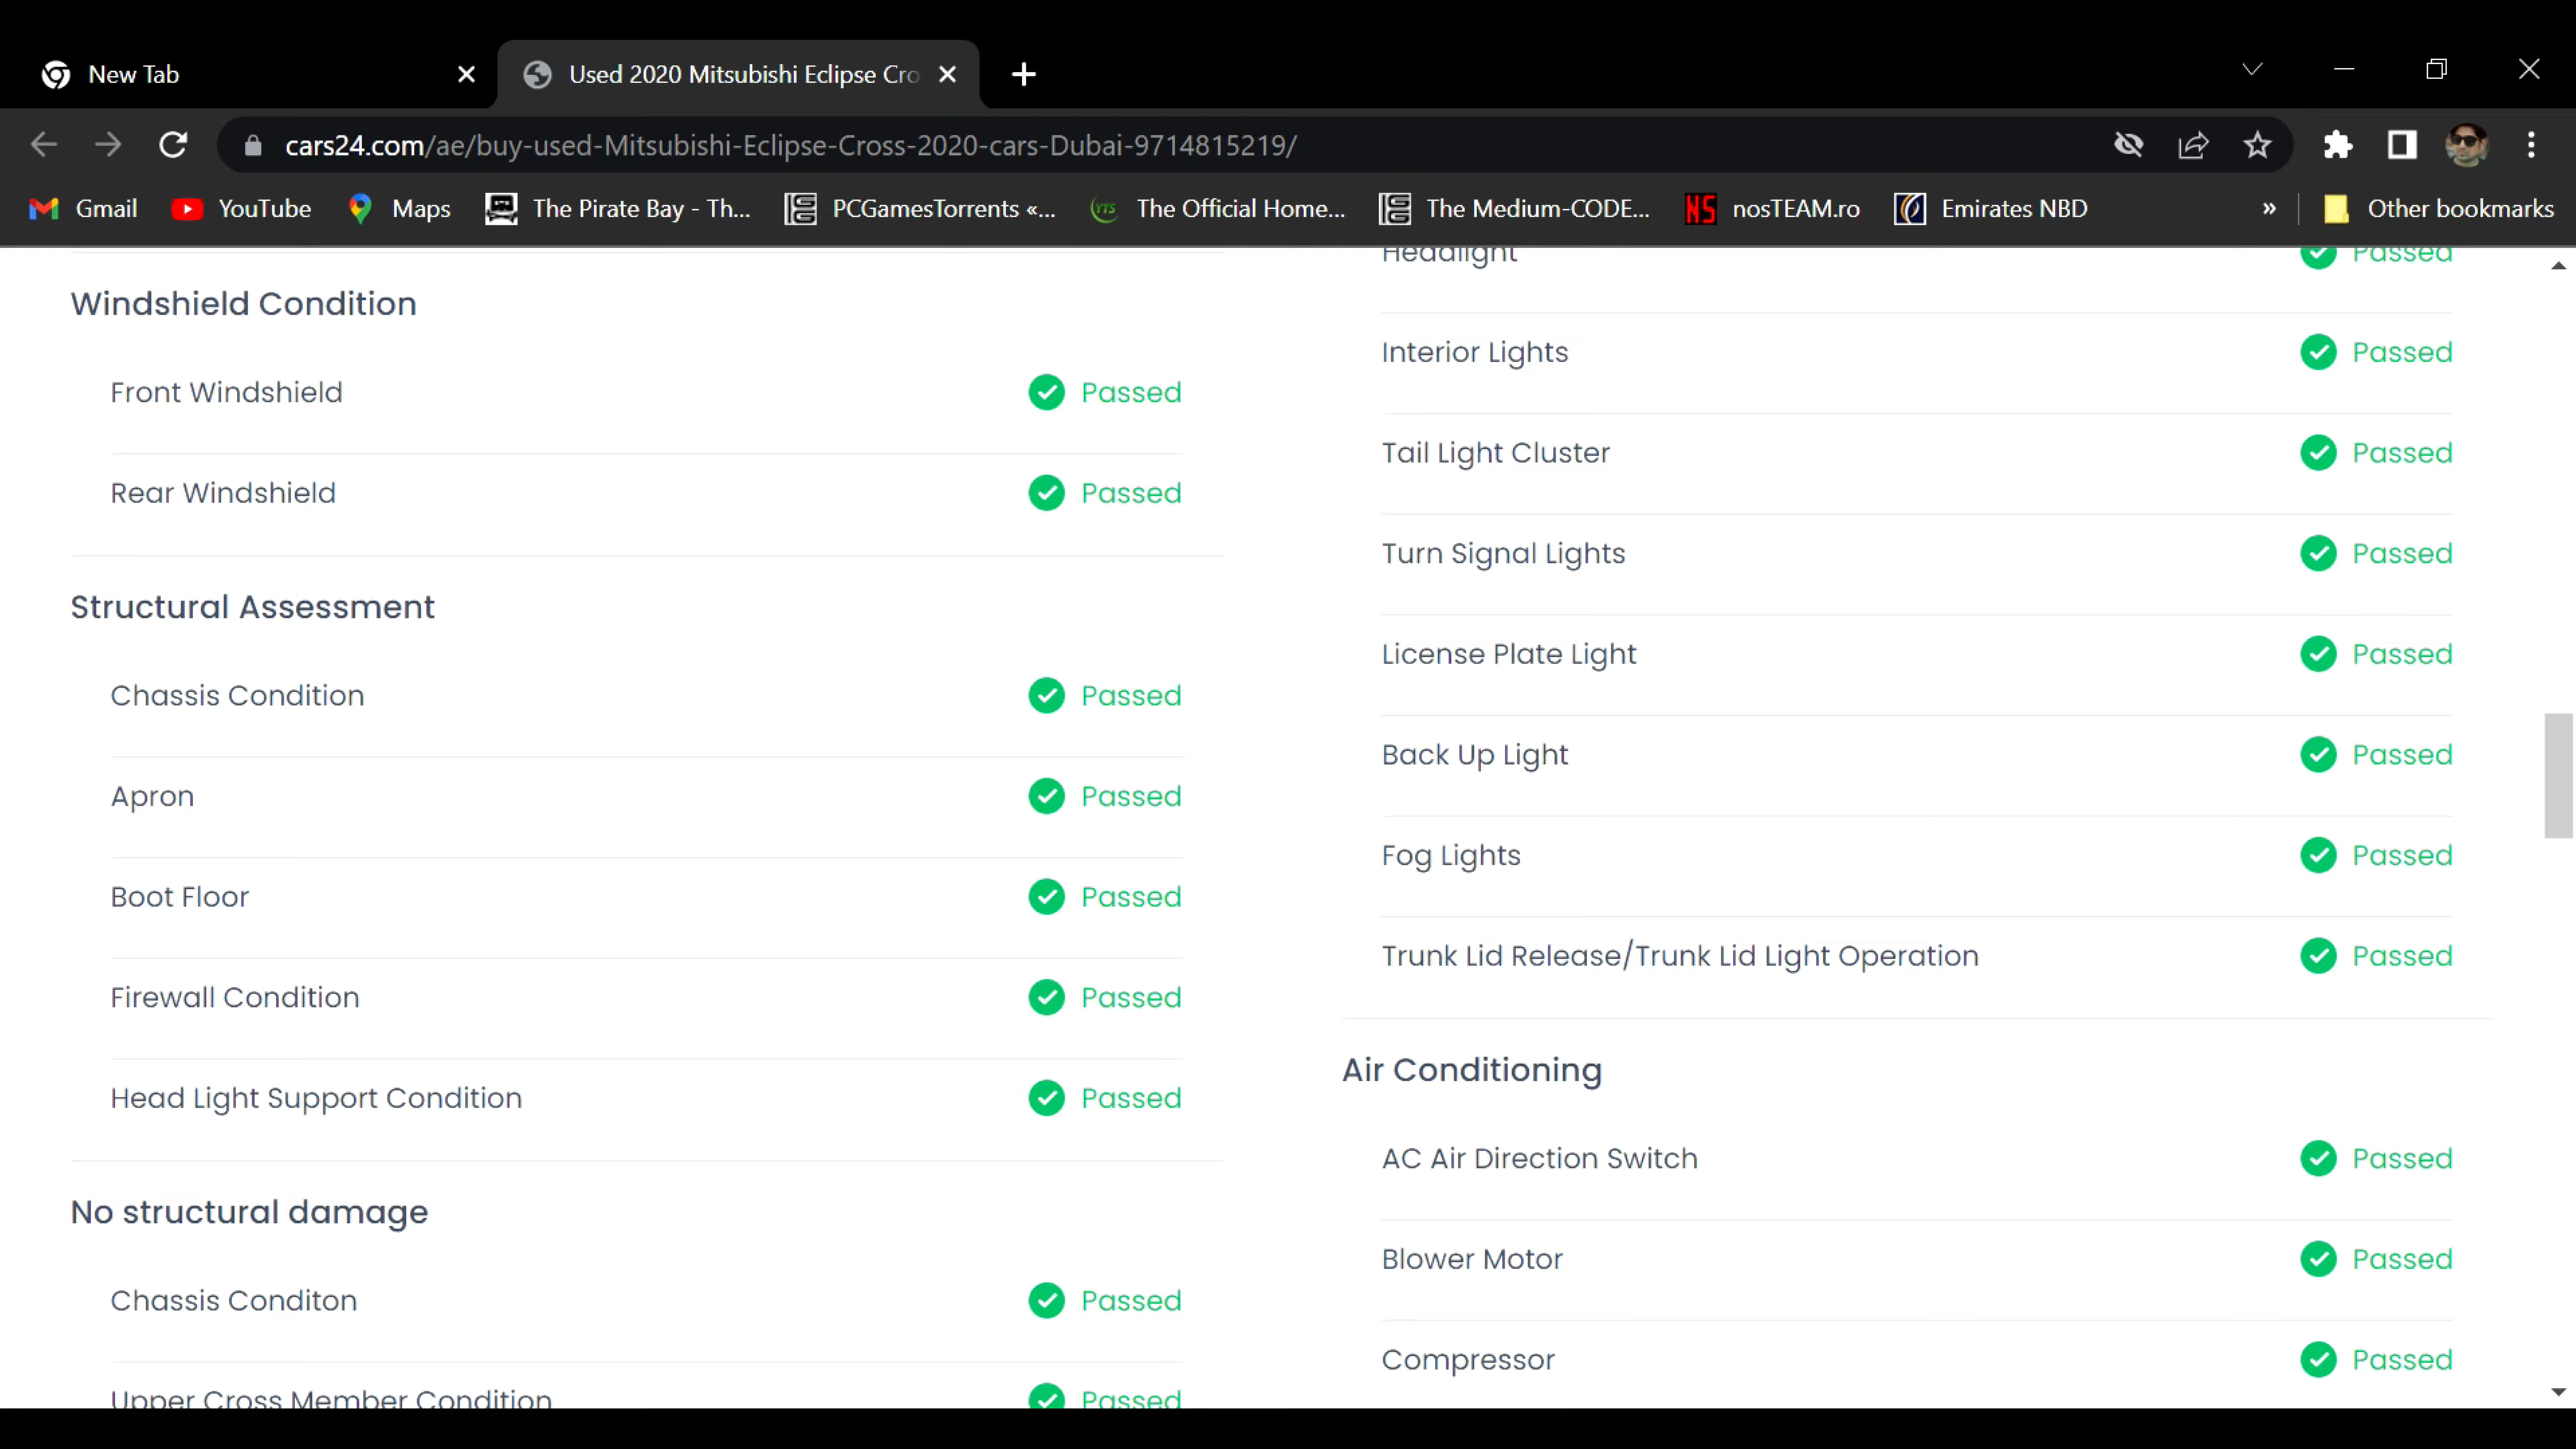 New Tab
Used 2020 Mitsubishi Eclipse Cro
cars24.com/ae/buy-used-Mitsubishi-Eclipse-Cross-2020-cars-Dubai-9714815219/
Gmail YouTube Maps The Pirate Bay - Th... PCGamesTorrents «... YTS The Official Home... The Medium-CODE... NS nosTEAM.ro Emirates NBD » Other bookmarks
Windshield Condition
Front Windshield Passed
Rear Windshield Passed
Structural Assessment
Chassis Condition Passed
Apron Passed
Boot Floor Passed
Firewall Condition Passed
Head Light Support Condition Passed
No structural damage
Chassis Conditon Passed
Upper Cross Member Condition Passed
Headlight Passed
Interior Lights Passed
Tail Light Cluster Passed
Turn Signal Lights Passed
License Plate Light Passed
Back Up Light Passed
Fog Lights Passed
Trunk Lid Release/Trunk Lid Light Operation Passed
Air Conditioning
AC Air Direction Switch Passed
Blower Motor Passed
Compressor Passed